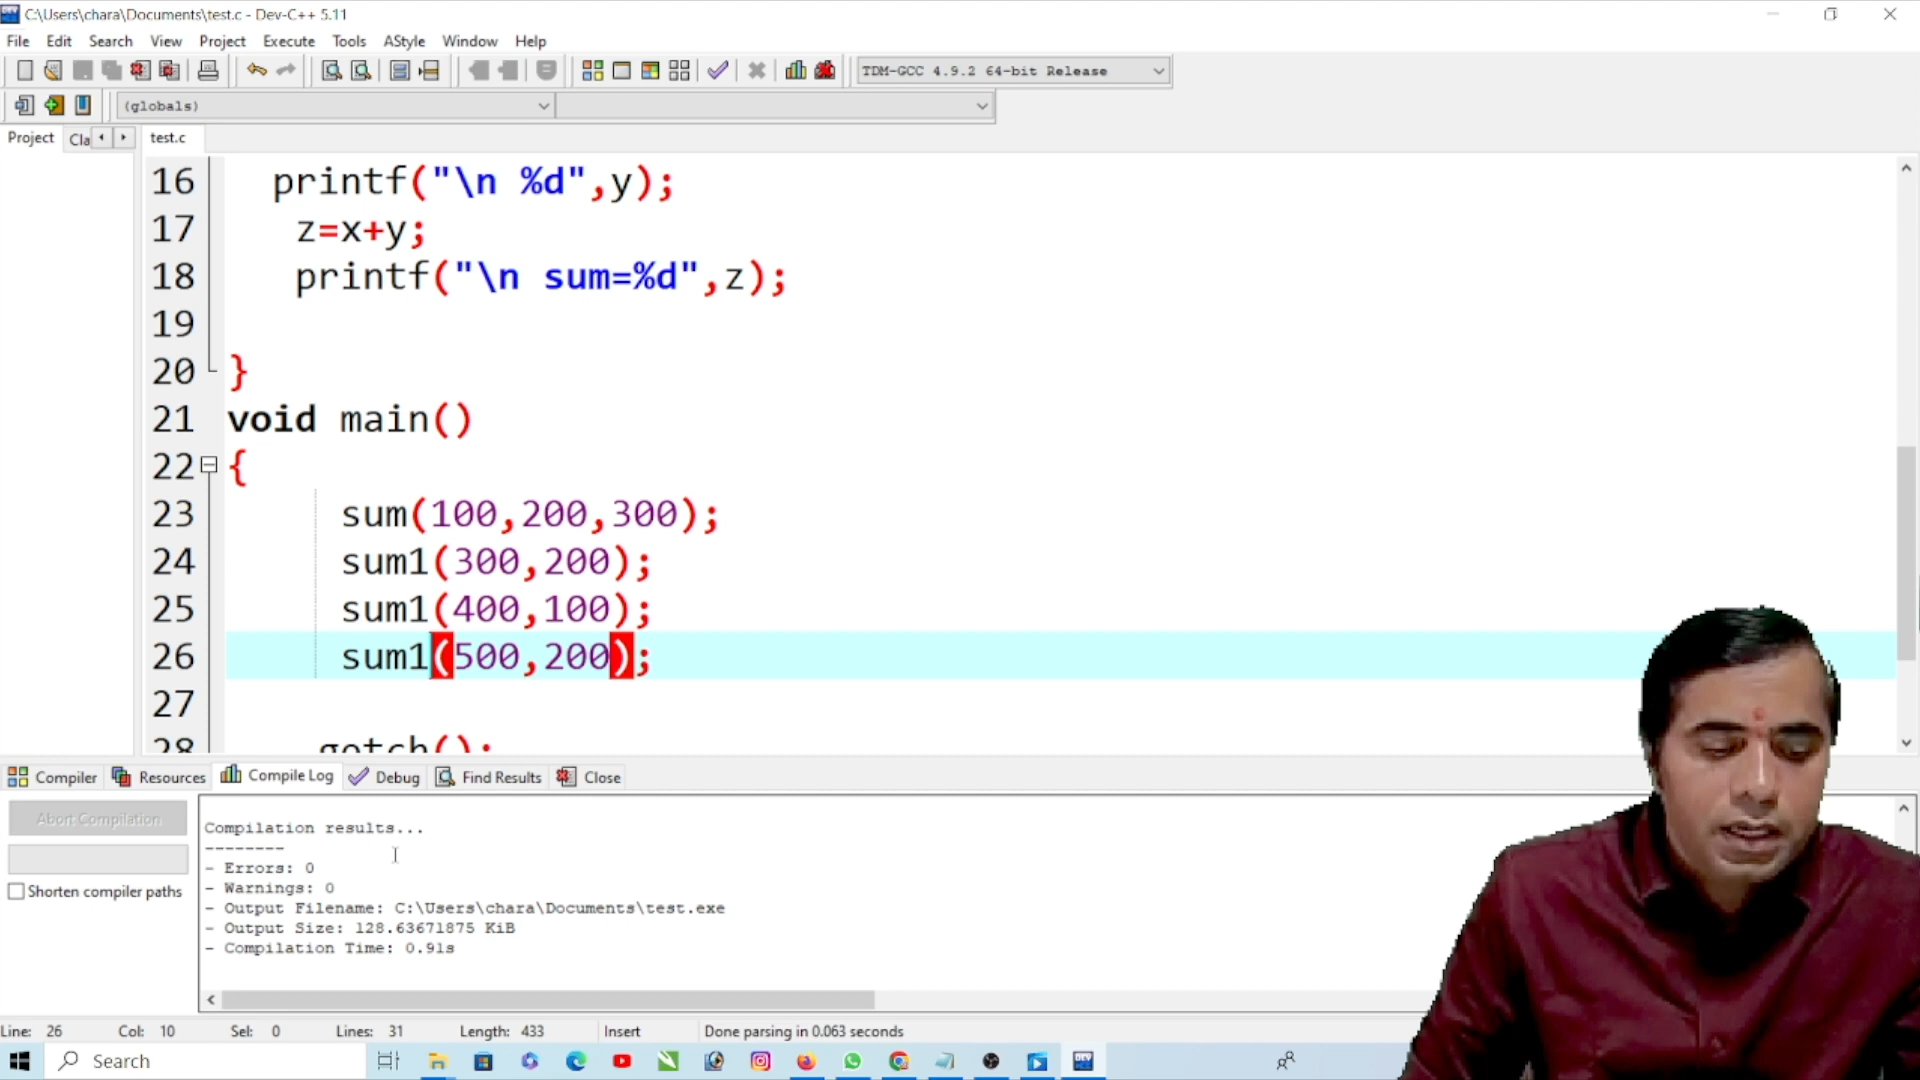 C:\Users\chara\Documents\test.c - Dev-C++ 5.11
File Edit Search View Project Execute Tools AStyle Window Help
TDM-GCC 4.9.2 64-bit Release
(globals)
Project Cla test.c
16 printf("\n %d",y);
17 z=x+y;
18 printf("\n sum=%d",z);
19
20 }
21 void main()
22 {
23 sum(100,200,300);
24 sum1(300,200);
25 sum1(400,100);
26 sum1(500,200);
27
28 getch();
Compiler Resources Compile Log Debug Find Results Close
Abort Compilation
Shorten compiler paths
Compilation results...
--------
- Errors: 0
- Warnings: 0
- Output Filename: C:\Users\chara\Documents\test.exe
- Output Size: 128.63671875 KiB
- Compilation Time: 0.91s
Line: 26 Col: 10 Sel: 0 Lines: 31 Length: 433 Insert Done parsing in 0.063 seconds
Search
DEV